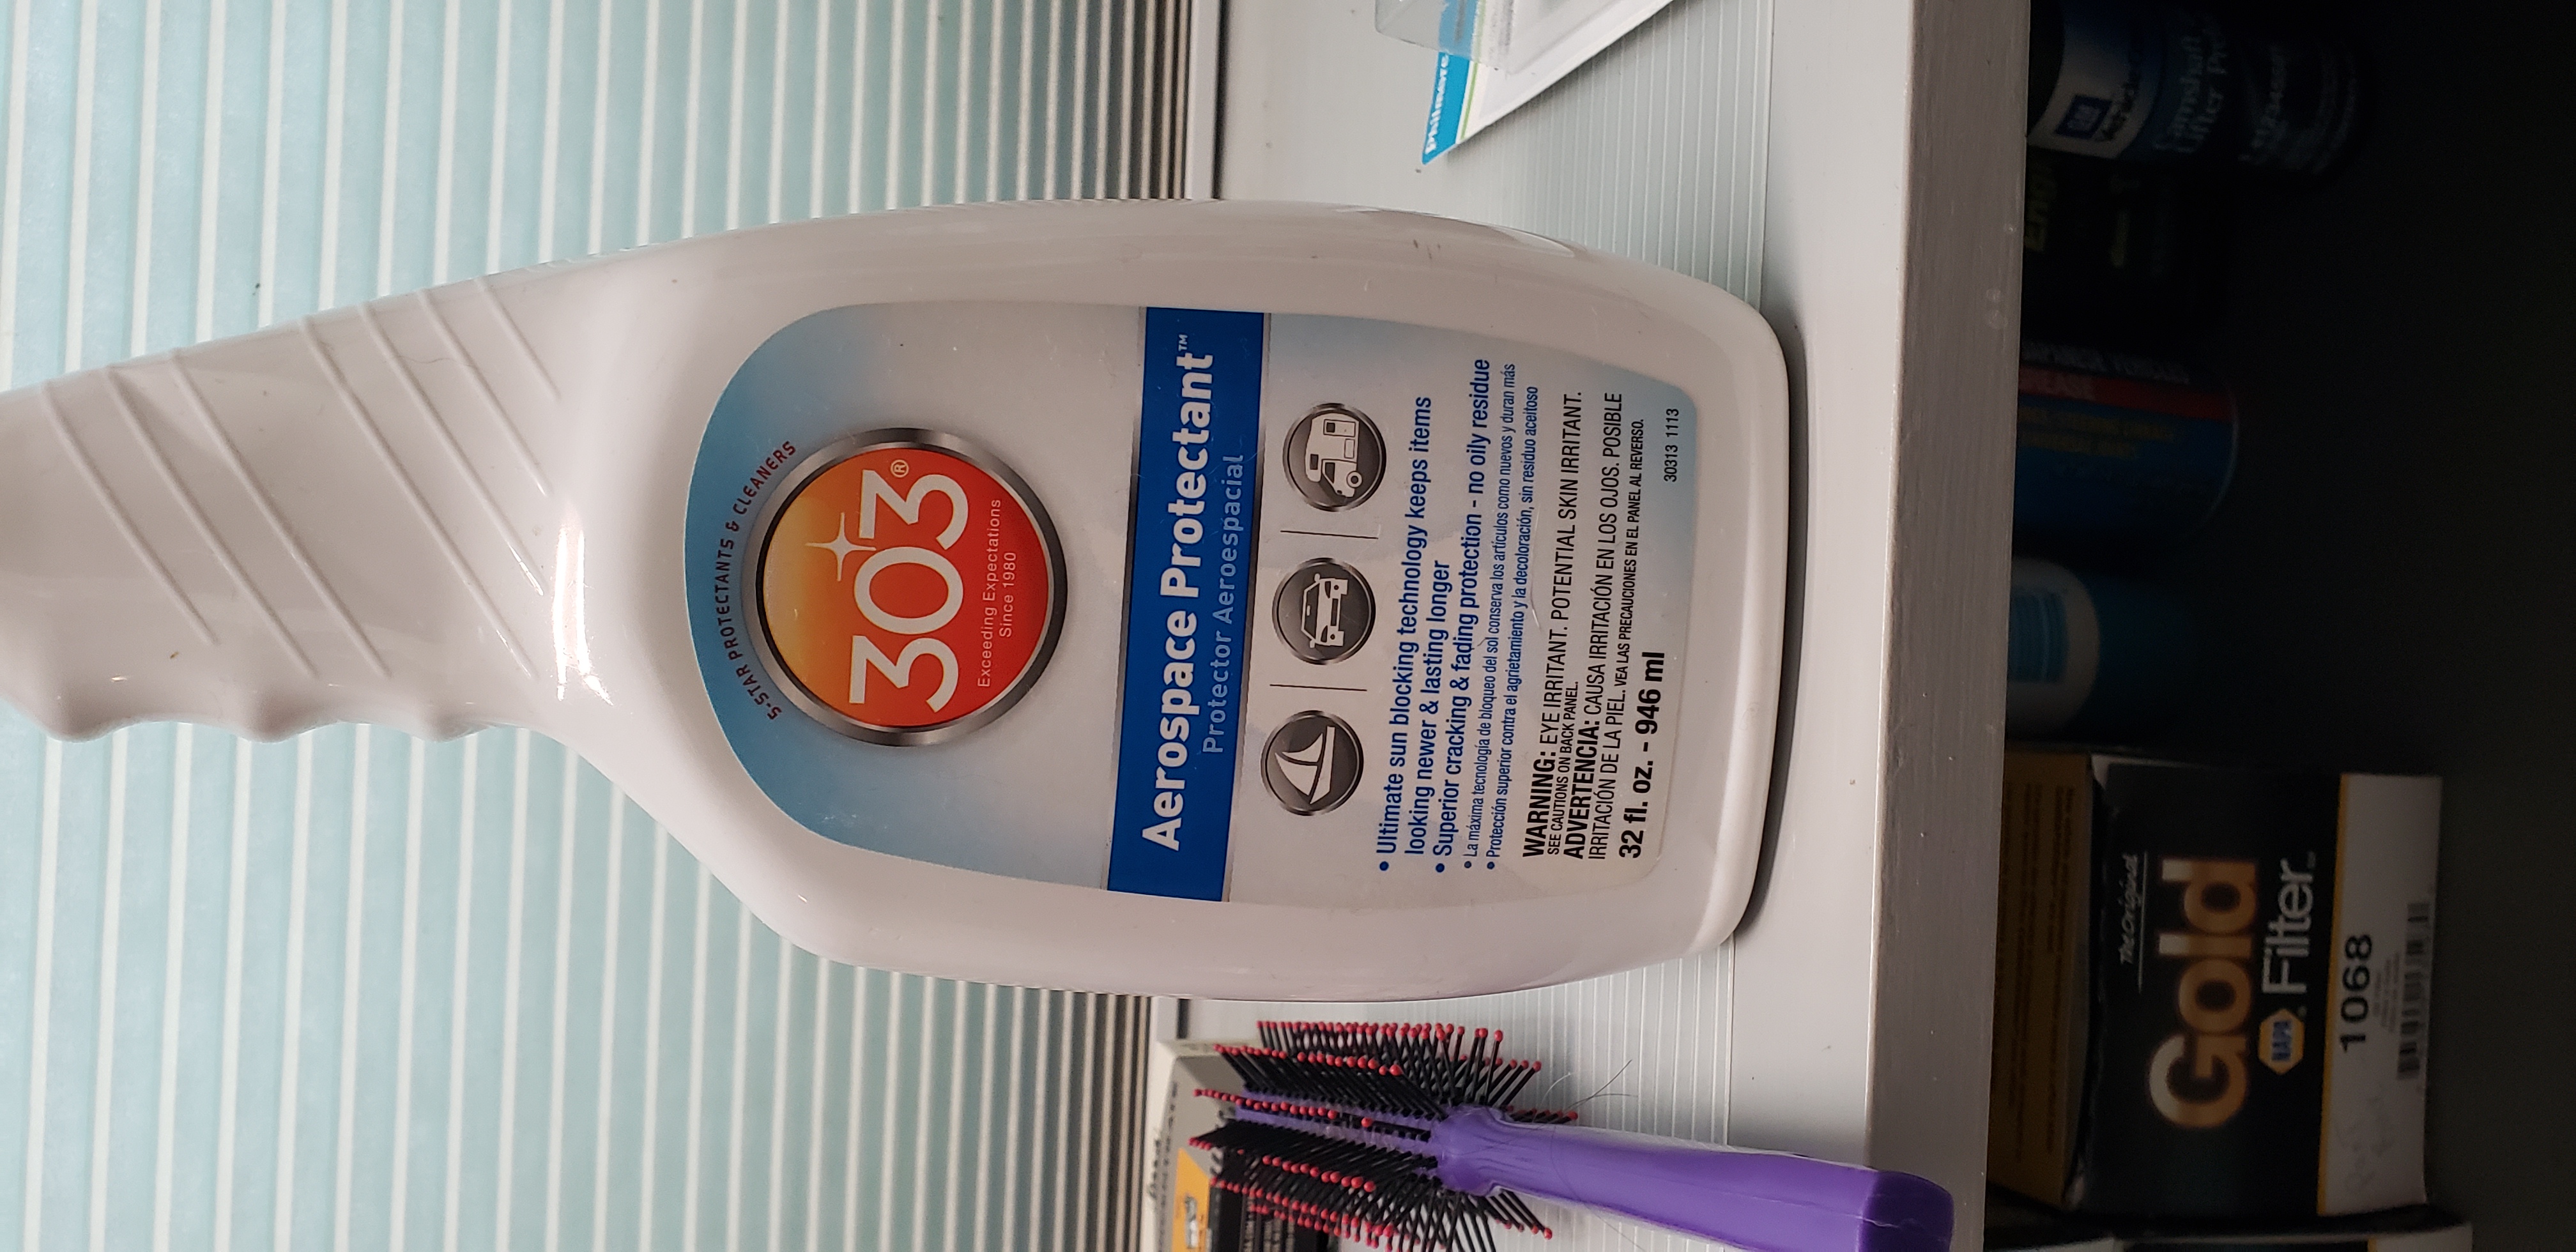 5-STAR PROTECTANTS & CLEANERS
303®
Exceeding Expectations
Since 1980
Aerospace Protectant™
Protector Aeroespacial
• Ultimate sun blocking technology keeps items
looking newer & lasting longer
• Superior cracking & fading protection - no oily residue
• La máxima tecnología de bloqueo del sol conserva los artículos como nuevos y duran más
• Protección superior contra el agrietamiento y la decoloración, sin residuo aceitoso
WARNING: EYE IRRITANT. POTENTIAL SKIN IRRITANT.
SEE CAUTIONS ON BACK PANEL.
ADVERTENCIA: CAUSA IRRITACIÓN EN LOS OJOS. POSIBLE
IRRITACIÓN DE LA PIEL. VEA LAS PRECAUCIONES EN EL PANEL AL REVERSO.
32 fl. oz. - 946 ml
30313 1113
philmore
GM
Camshaft
Lifter
The Original
Gold
NAPA Filter
1068